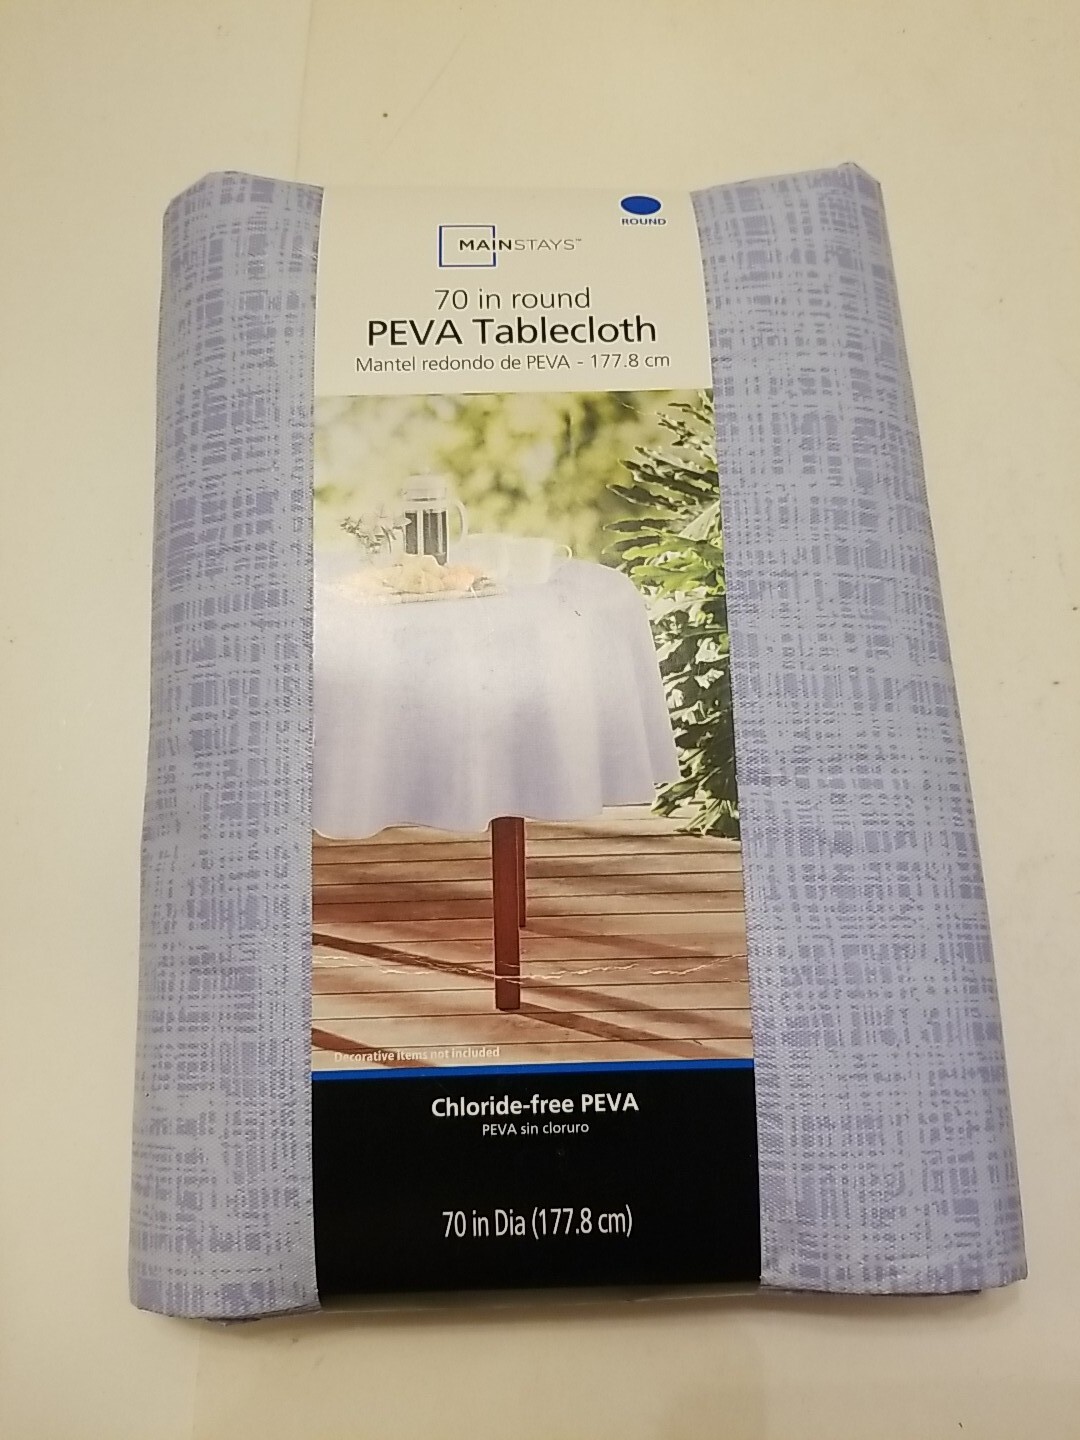 ROUND
MAINSTAYS™
70 in round
PEVA Tablecloth
Mantel redondo de PEVA - 177.8 cm
Decorative items not included
Chloride-free PEVA
PEVA sin cloruro
70 in Dia (177.8 cm)